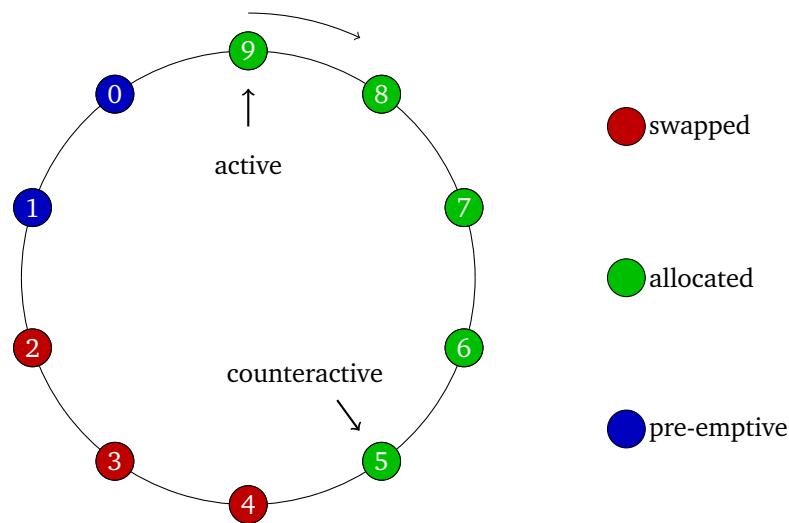 9
0
8
swapped
active
1
7
allocated
2
6
counteractive
pre-emptive
3
5
4